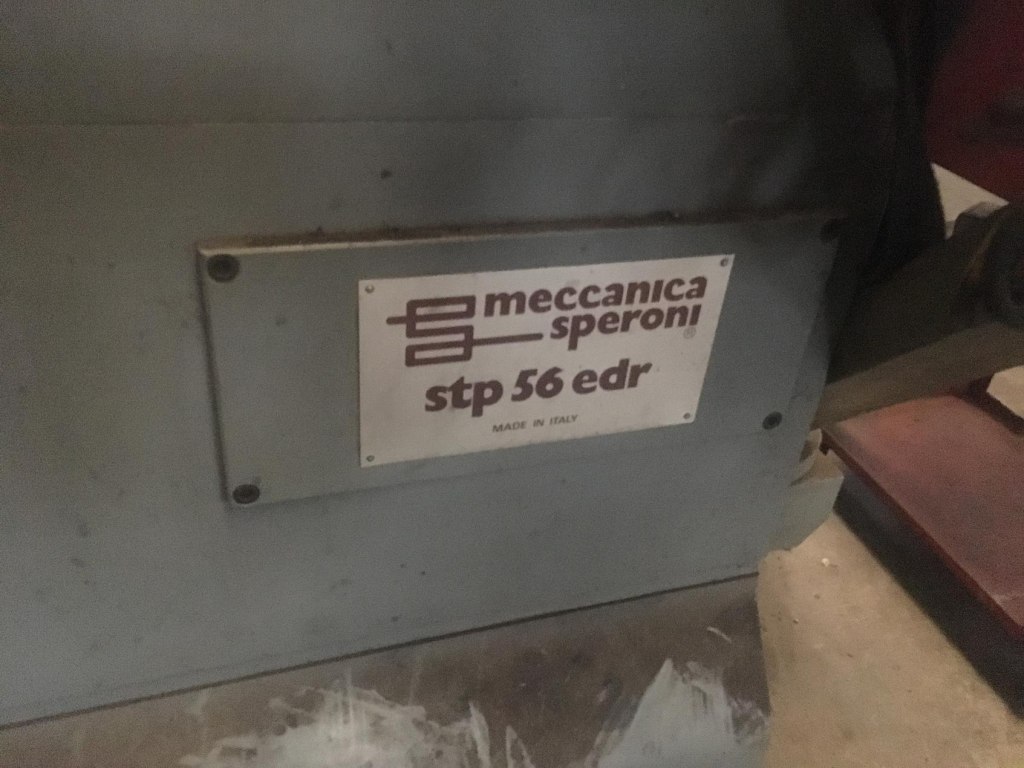 meccanica
speroni
®
stp 56 edr
MADE IN ITALY